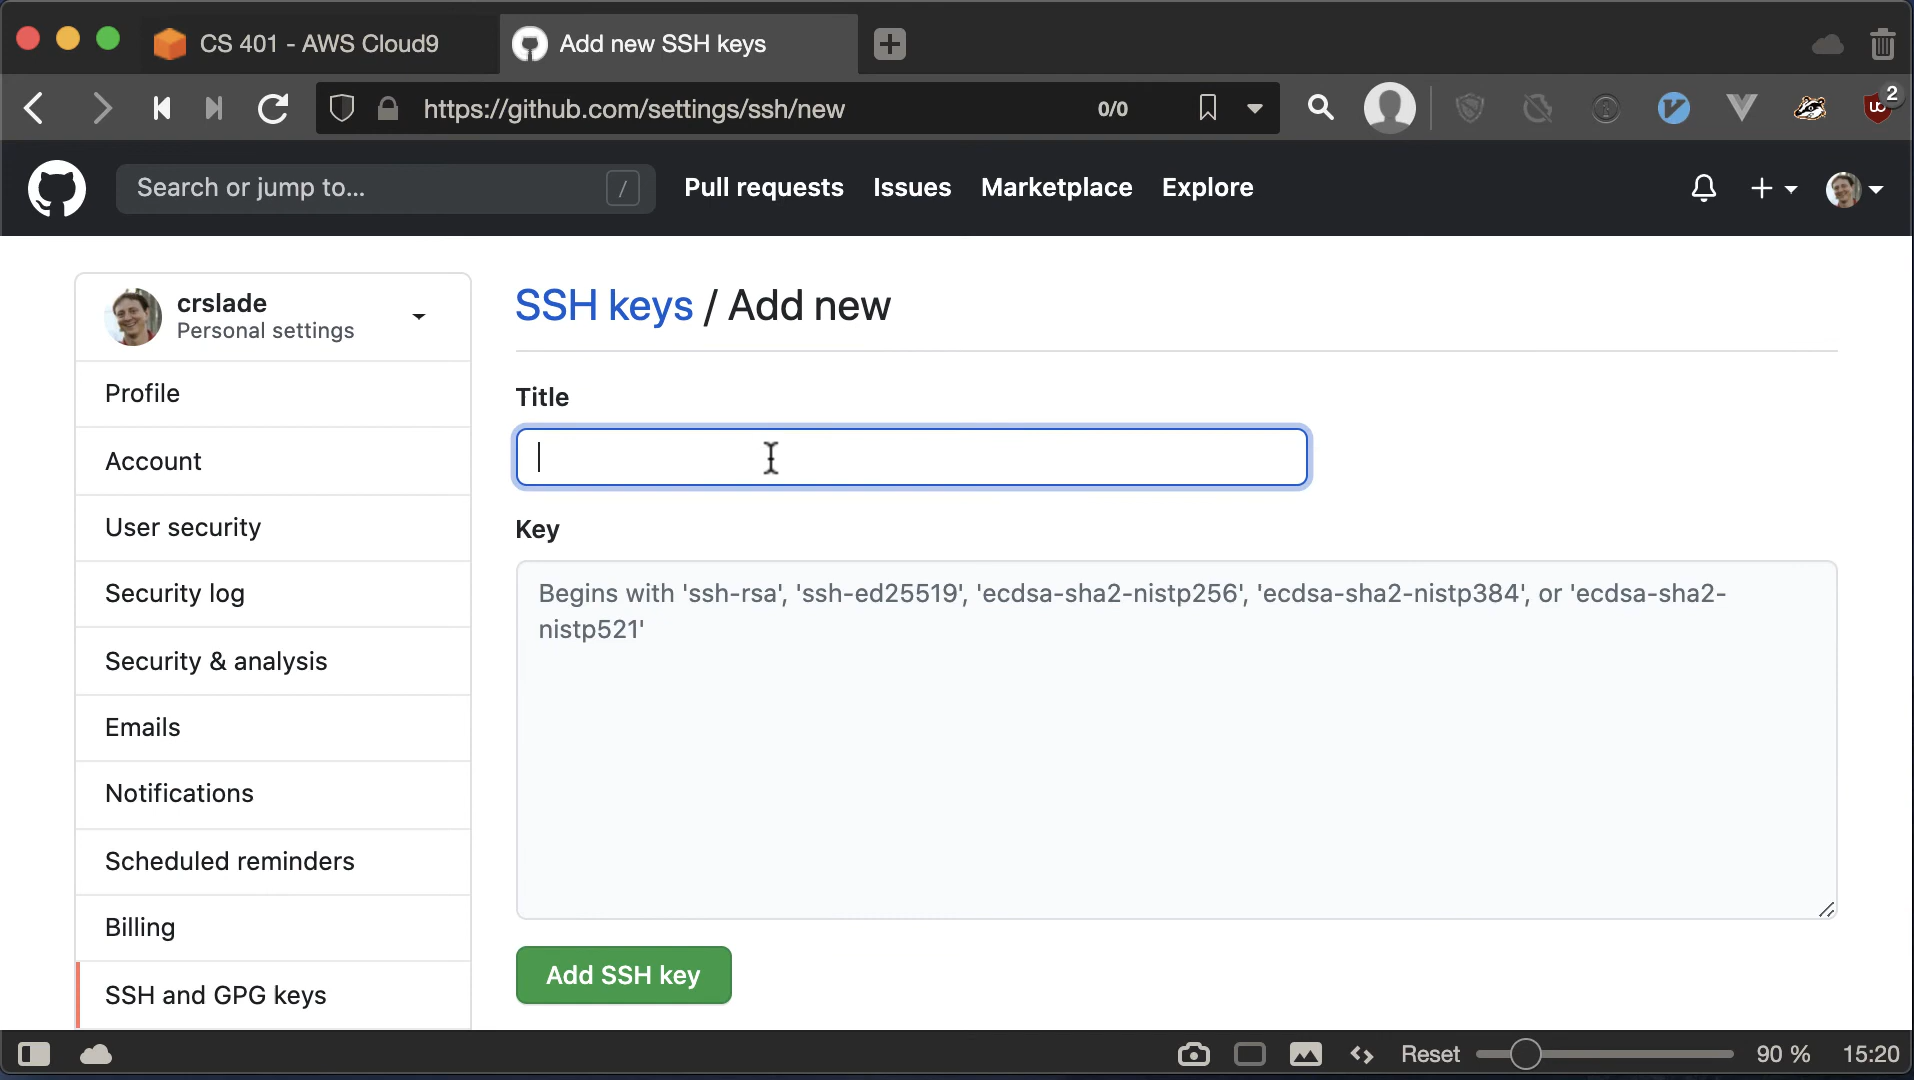 CS 401 - AWS Cloud9
Add new SSH keys
https://github.com/settings/ssh/new
0/0
2
Search or jump to...
/
Pull requests
Issues
Marketplace
Explore
crslade
Personal settings
Profile
Account
User security
Security log
Security & analysis
Emails
Notifications
Scheduled reminders
Billing
SSH and GPG keys
SSH keys / Add new
Title
Key
Begins with 'ssh-rsa', 'ssh-ed25519', 'ecdsa-sha2-nistp256', 'ecdsa-sha2-nistp384', or 'ecdsa-sha2-
nistp521'
Add SSH key
Reset
90 %
15:20